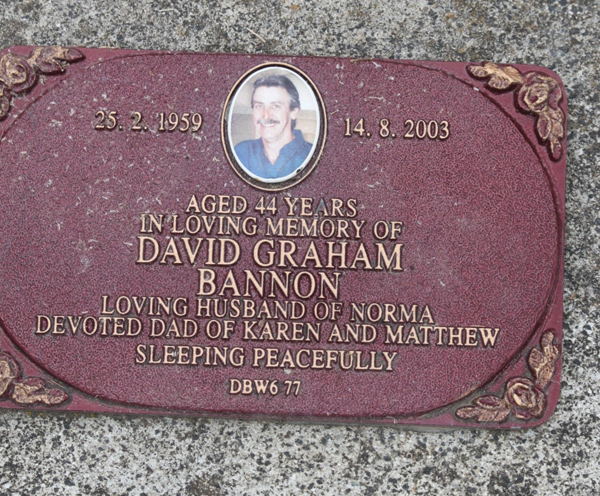 25. 2. 1959 14. 8. 2003
AGED 44 YEARS
IN LOVING MEMORY OF
DAVID GRAHAM
BANNON
LOVING HUSBAND OF NORMA
DEVOTED DAD OF KAREN AND MATTHEW
SLEEPING PEACEFULLY
DBW6 77